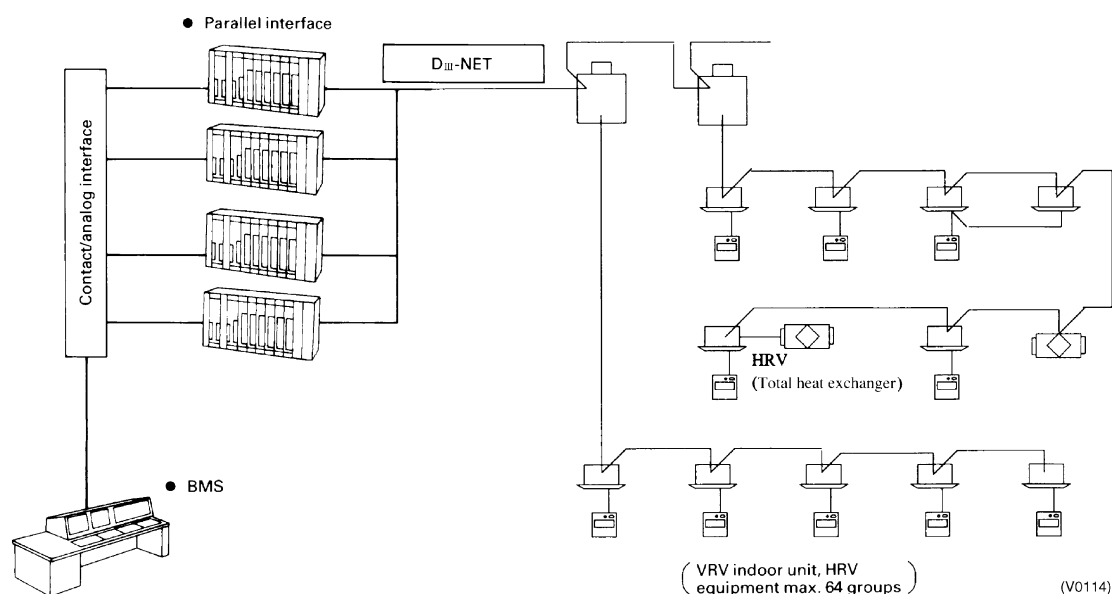 ● Parallel interface
DIII-NET
Contact/analog interface
HRV
(Total heat exchanger)
● BMS
(VRV indoor unit, HRV
equipment max. 64 groups)
(V0114)